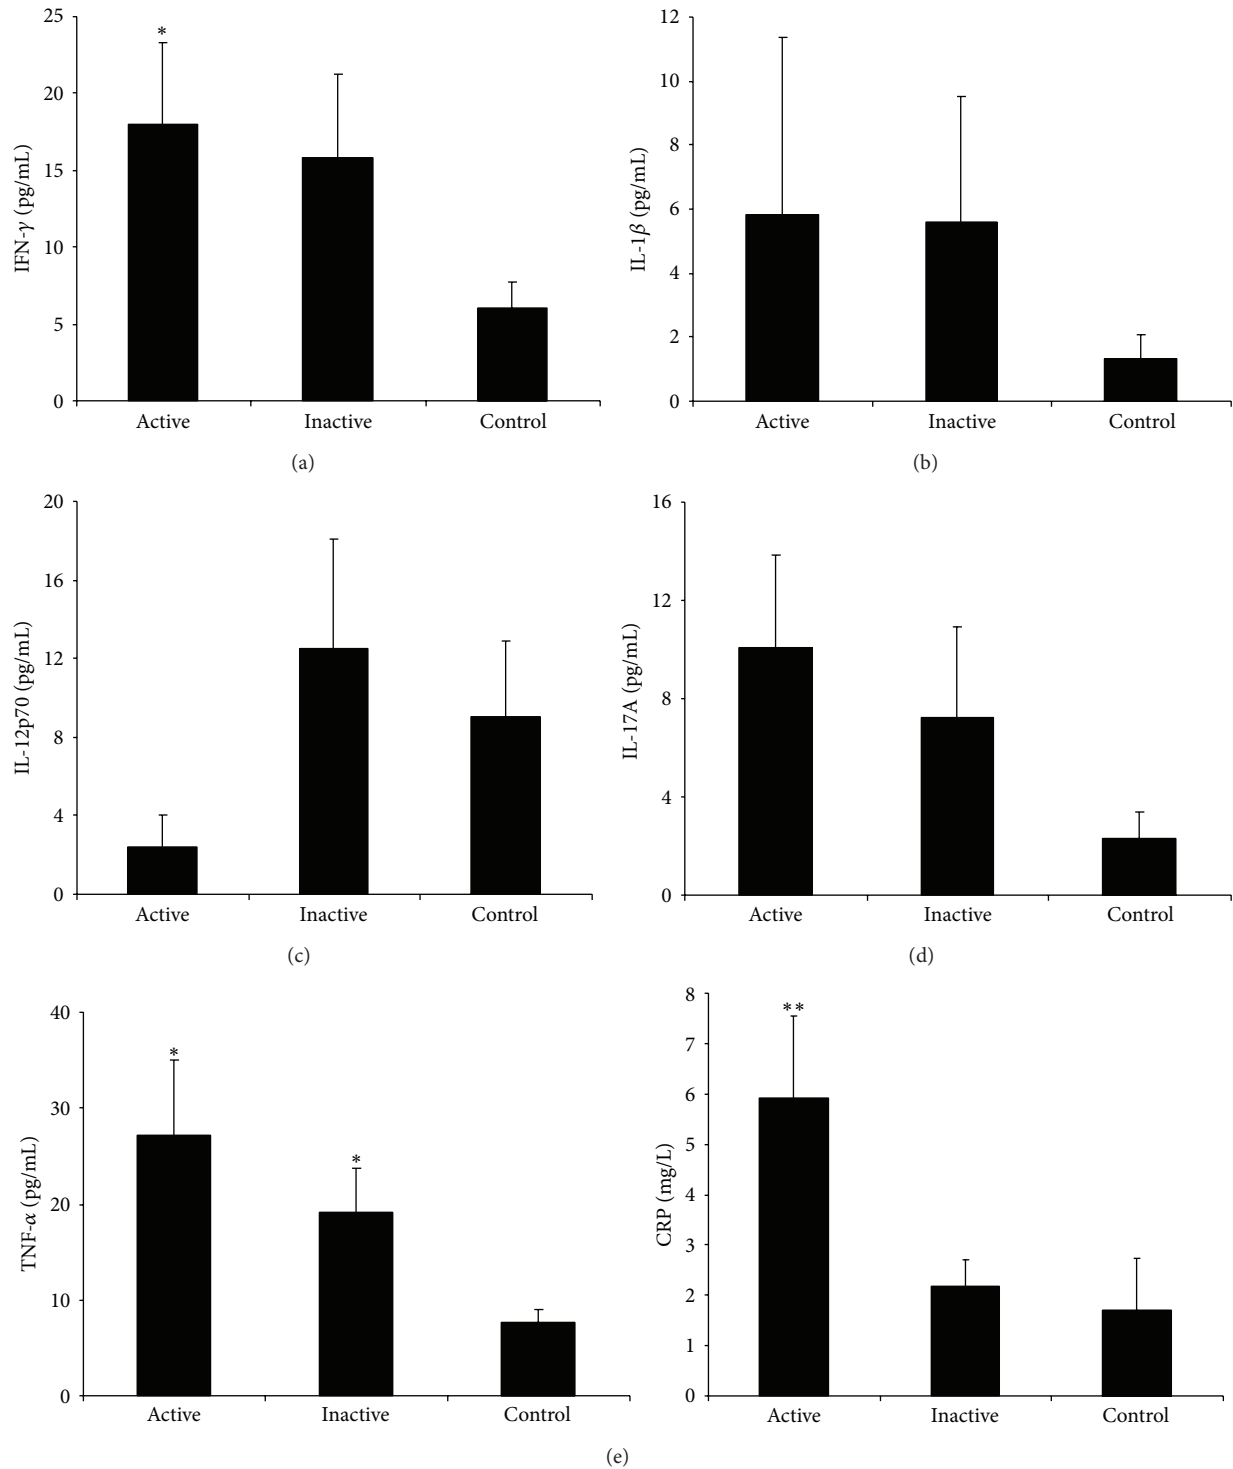 25
20
15
10
5
0
IFN-γ (pg/mL)
*
Active Inactive Control
(a)
12
10
8
6
4
2
0
IL-1β (pg/mL)
Active Inactive Control
(b)
20
16
12
8
4
0
IL-12p70 (pg/mL)
Active Inactive Control
(c)
16
12
8
4
0
IL-17A (pg/mL)
Active Inactive Control
(d)
40
30
20
10
0
TNF-α (pg/mL)
*
*
Active Inactive Control
8
7
6
5
4
3
2
1
0
CRP (mg/L)
**
Active Inactive Control
(e)